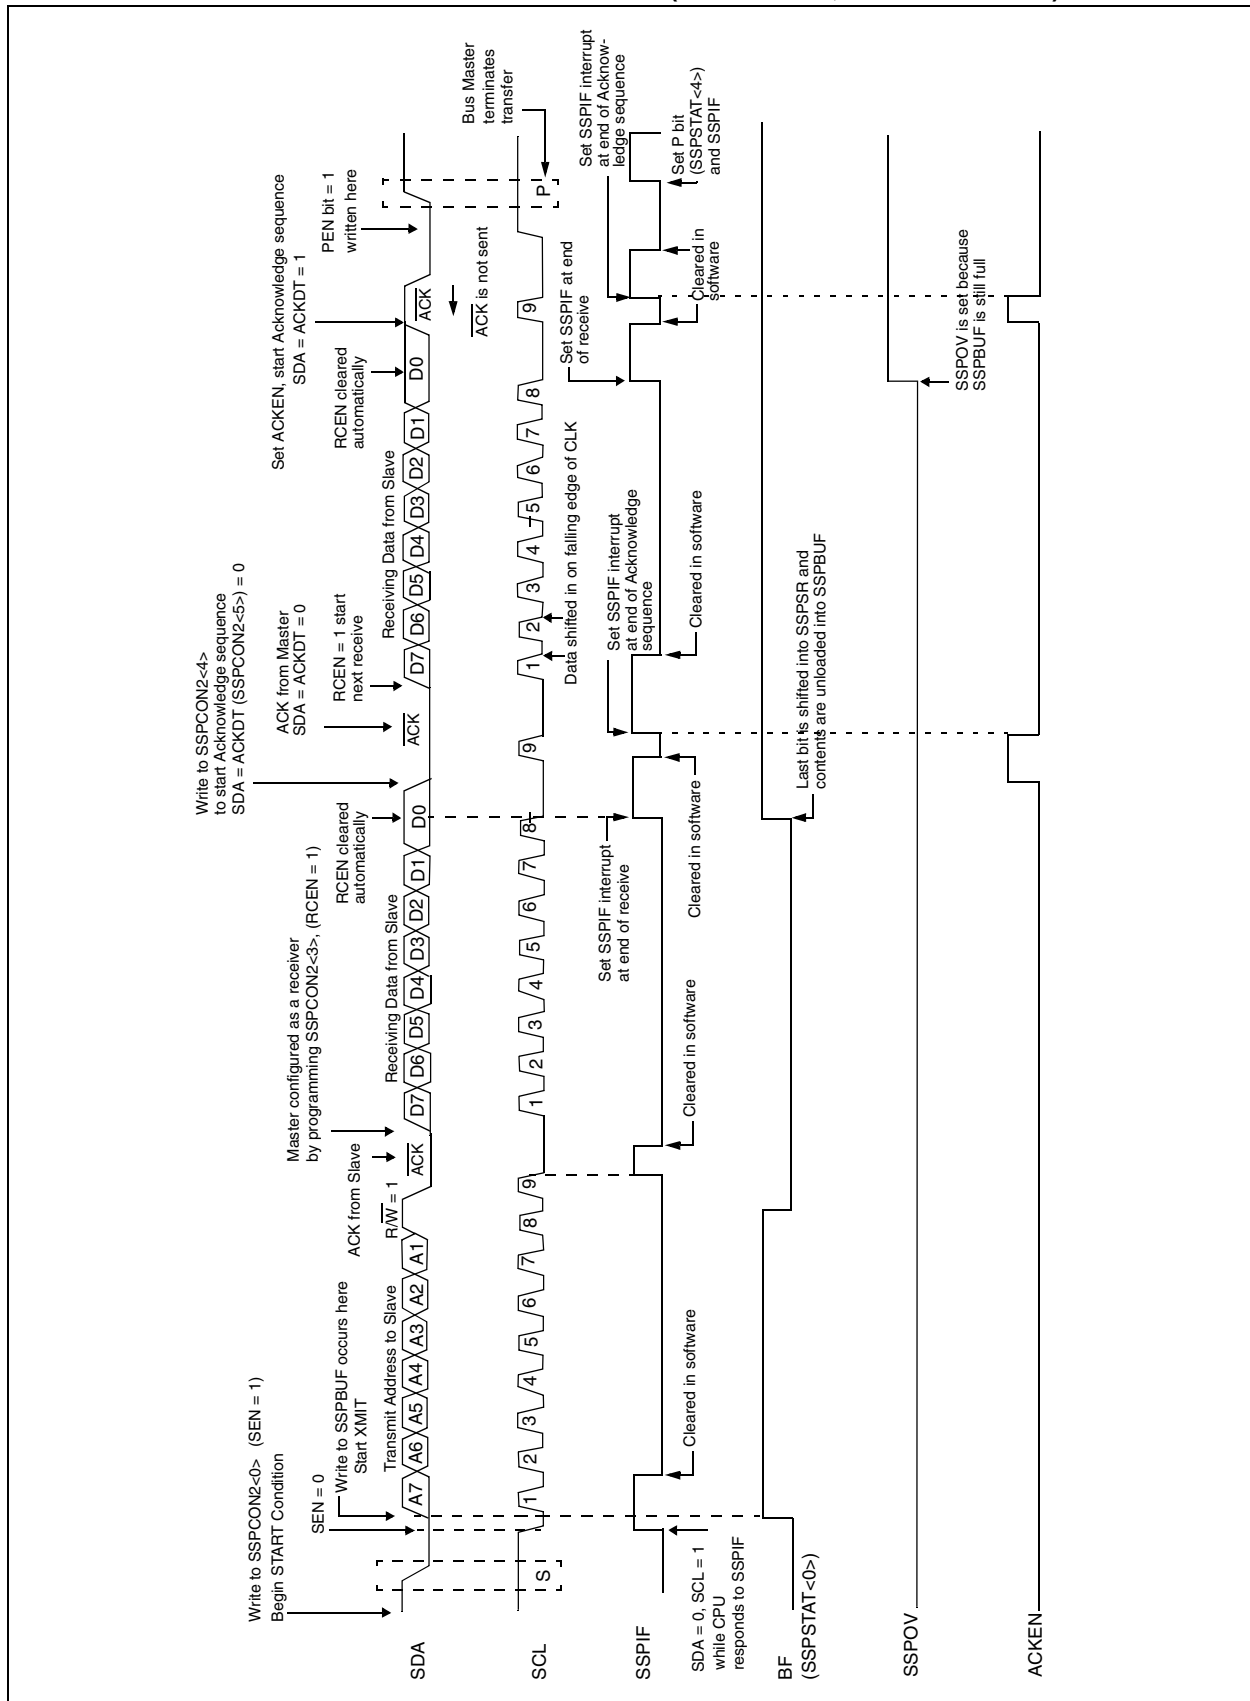 Write to SSPCON2<0> (SEN = 1)
Begin START Condition
SEN = 0
Write to SSPBUF occurs here
Start XMIT
Transmit Address to Slave
ACK from Slave
R/W = 1
Master configured as a receiver
by programming SSPCON2<3>, (RCEN = 1)
Receiving Data from Slave
RCEN cleared
automatically
Write to SSPCON2<4>
to start Acknowledge sequence
SDA = ACKDT (SSPCON2<5>) = 0
ACK from Master
SDA = ACKDT = 0
RCEN = 1 start
next receive
Receiving Data from Slave
RCEN cleared
automatically
Set ACKEN, start Acknowledge sequence
SDA = ACKDT = 1
PEN bit = 1
written here
Bus Master
terminates
transfer
SDA
A7 A6 A5 A4 A3 A2 A1
ACK
D7 D6 D5 D4 D3 D2 D1 D0
ACK
D7 D6 D5 D4 D3 D2 D1 D0
ACK
ACK is not sent
SCL
S
1 2 3 4 5 6 7 8 9
1 2 3 4 5 6 7 8 9
1 2 3 4 5 6 7 8 9
P
Data shifted in on falling edge of CLK
SSPIF
SDA = 0, SCL = 1
while CPU
responds to SSPIF
Cleared in software
Cleared in software
Set SSPIF interrupt
at end of receive
Cleared in software
Set SSPIF interrupt
at end of Acknowledge
sequence
Cleared in software
Set SSPIF at end
of receive
Cleared in
software
Set SSPIF interrupt
at end of Acknow-
ledge sequence
Set P bit
(SSPSTAT<4>)
and SSPIF
BF
(SSPSTAT<0>)
Last bit is shifted into SSPSR and
contents are unloaded into SSPBUF
SSPOV
SSPOV is set because
SSPBUF is still full
ACKEN